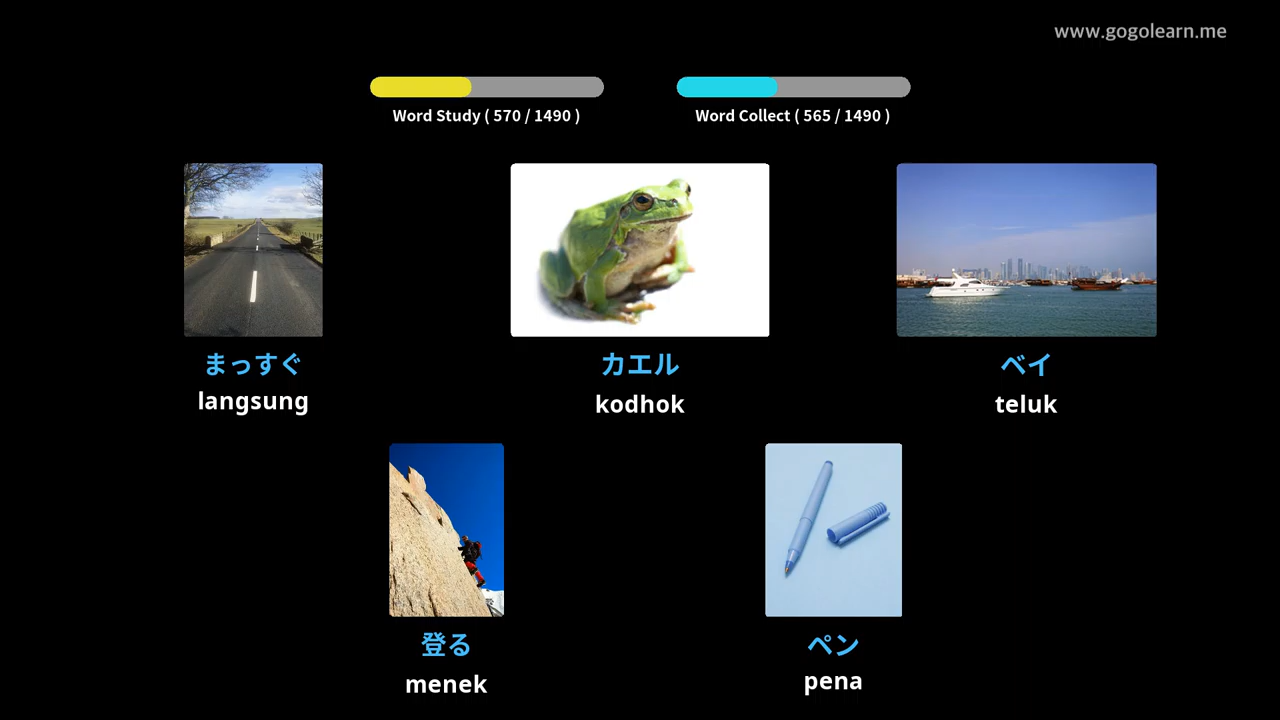 www.gogolearn.me
Word Study ( 570 / 1490 )
Word Collect ( 565 / 1490 )
まっすぐ
langsung
カエル
kodhok
ベイ
teluk
登る
menek
ペン
pena